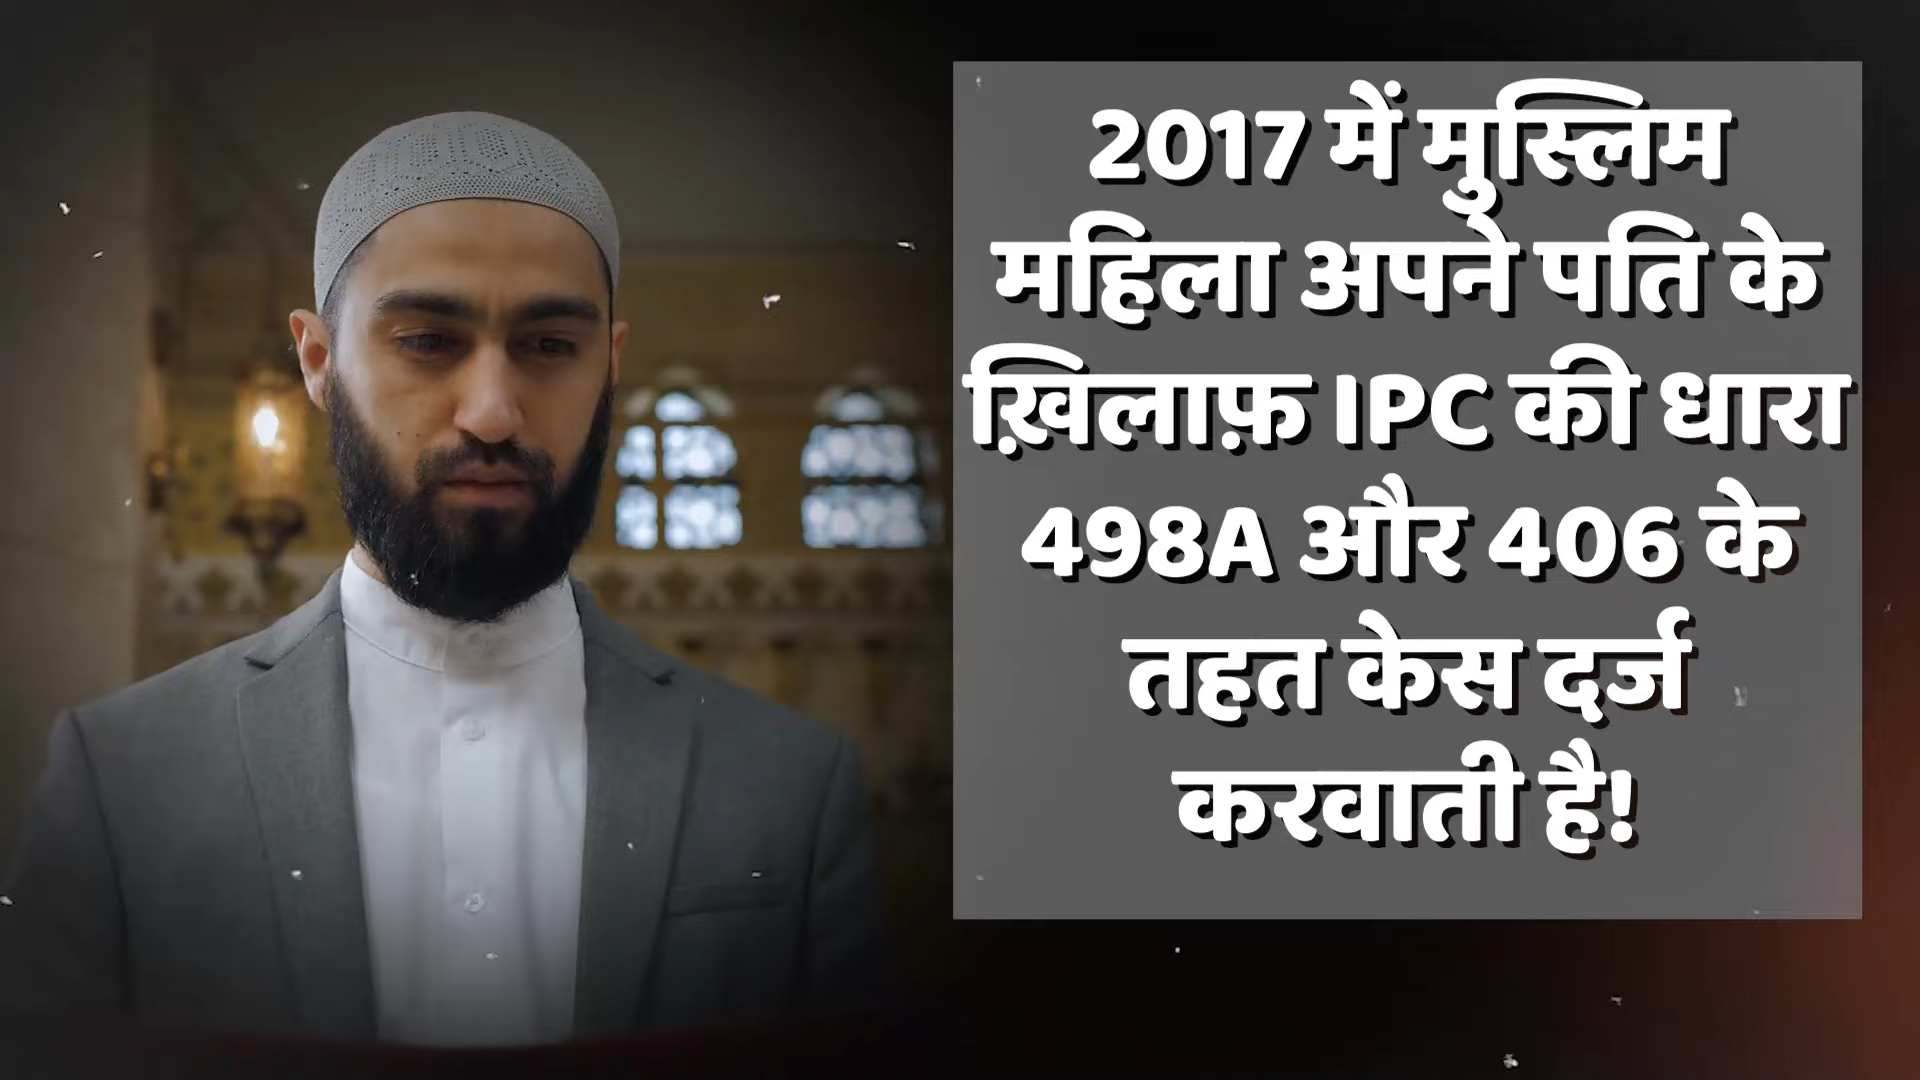 2017 में मुस्लिम
महिला अपने पति के
ख़िलाफ़ IPC की धारा
498A और 406 के
तहत केस दर्ज
करवाती है!